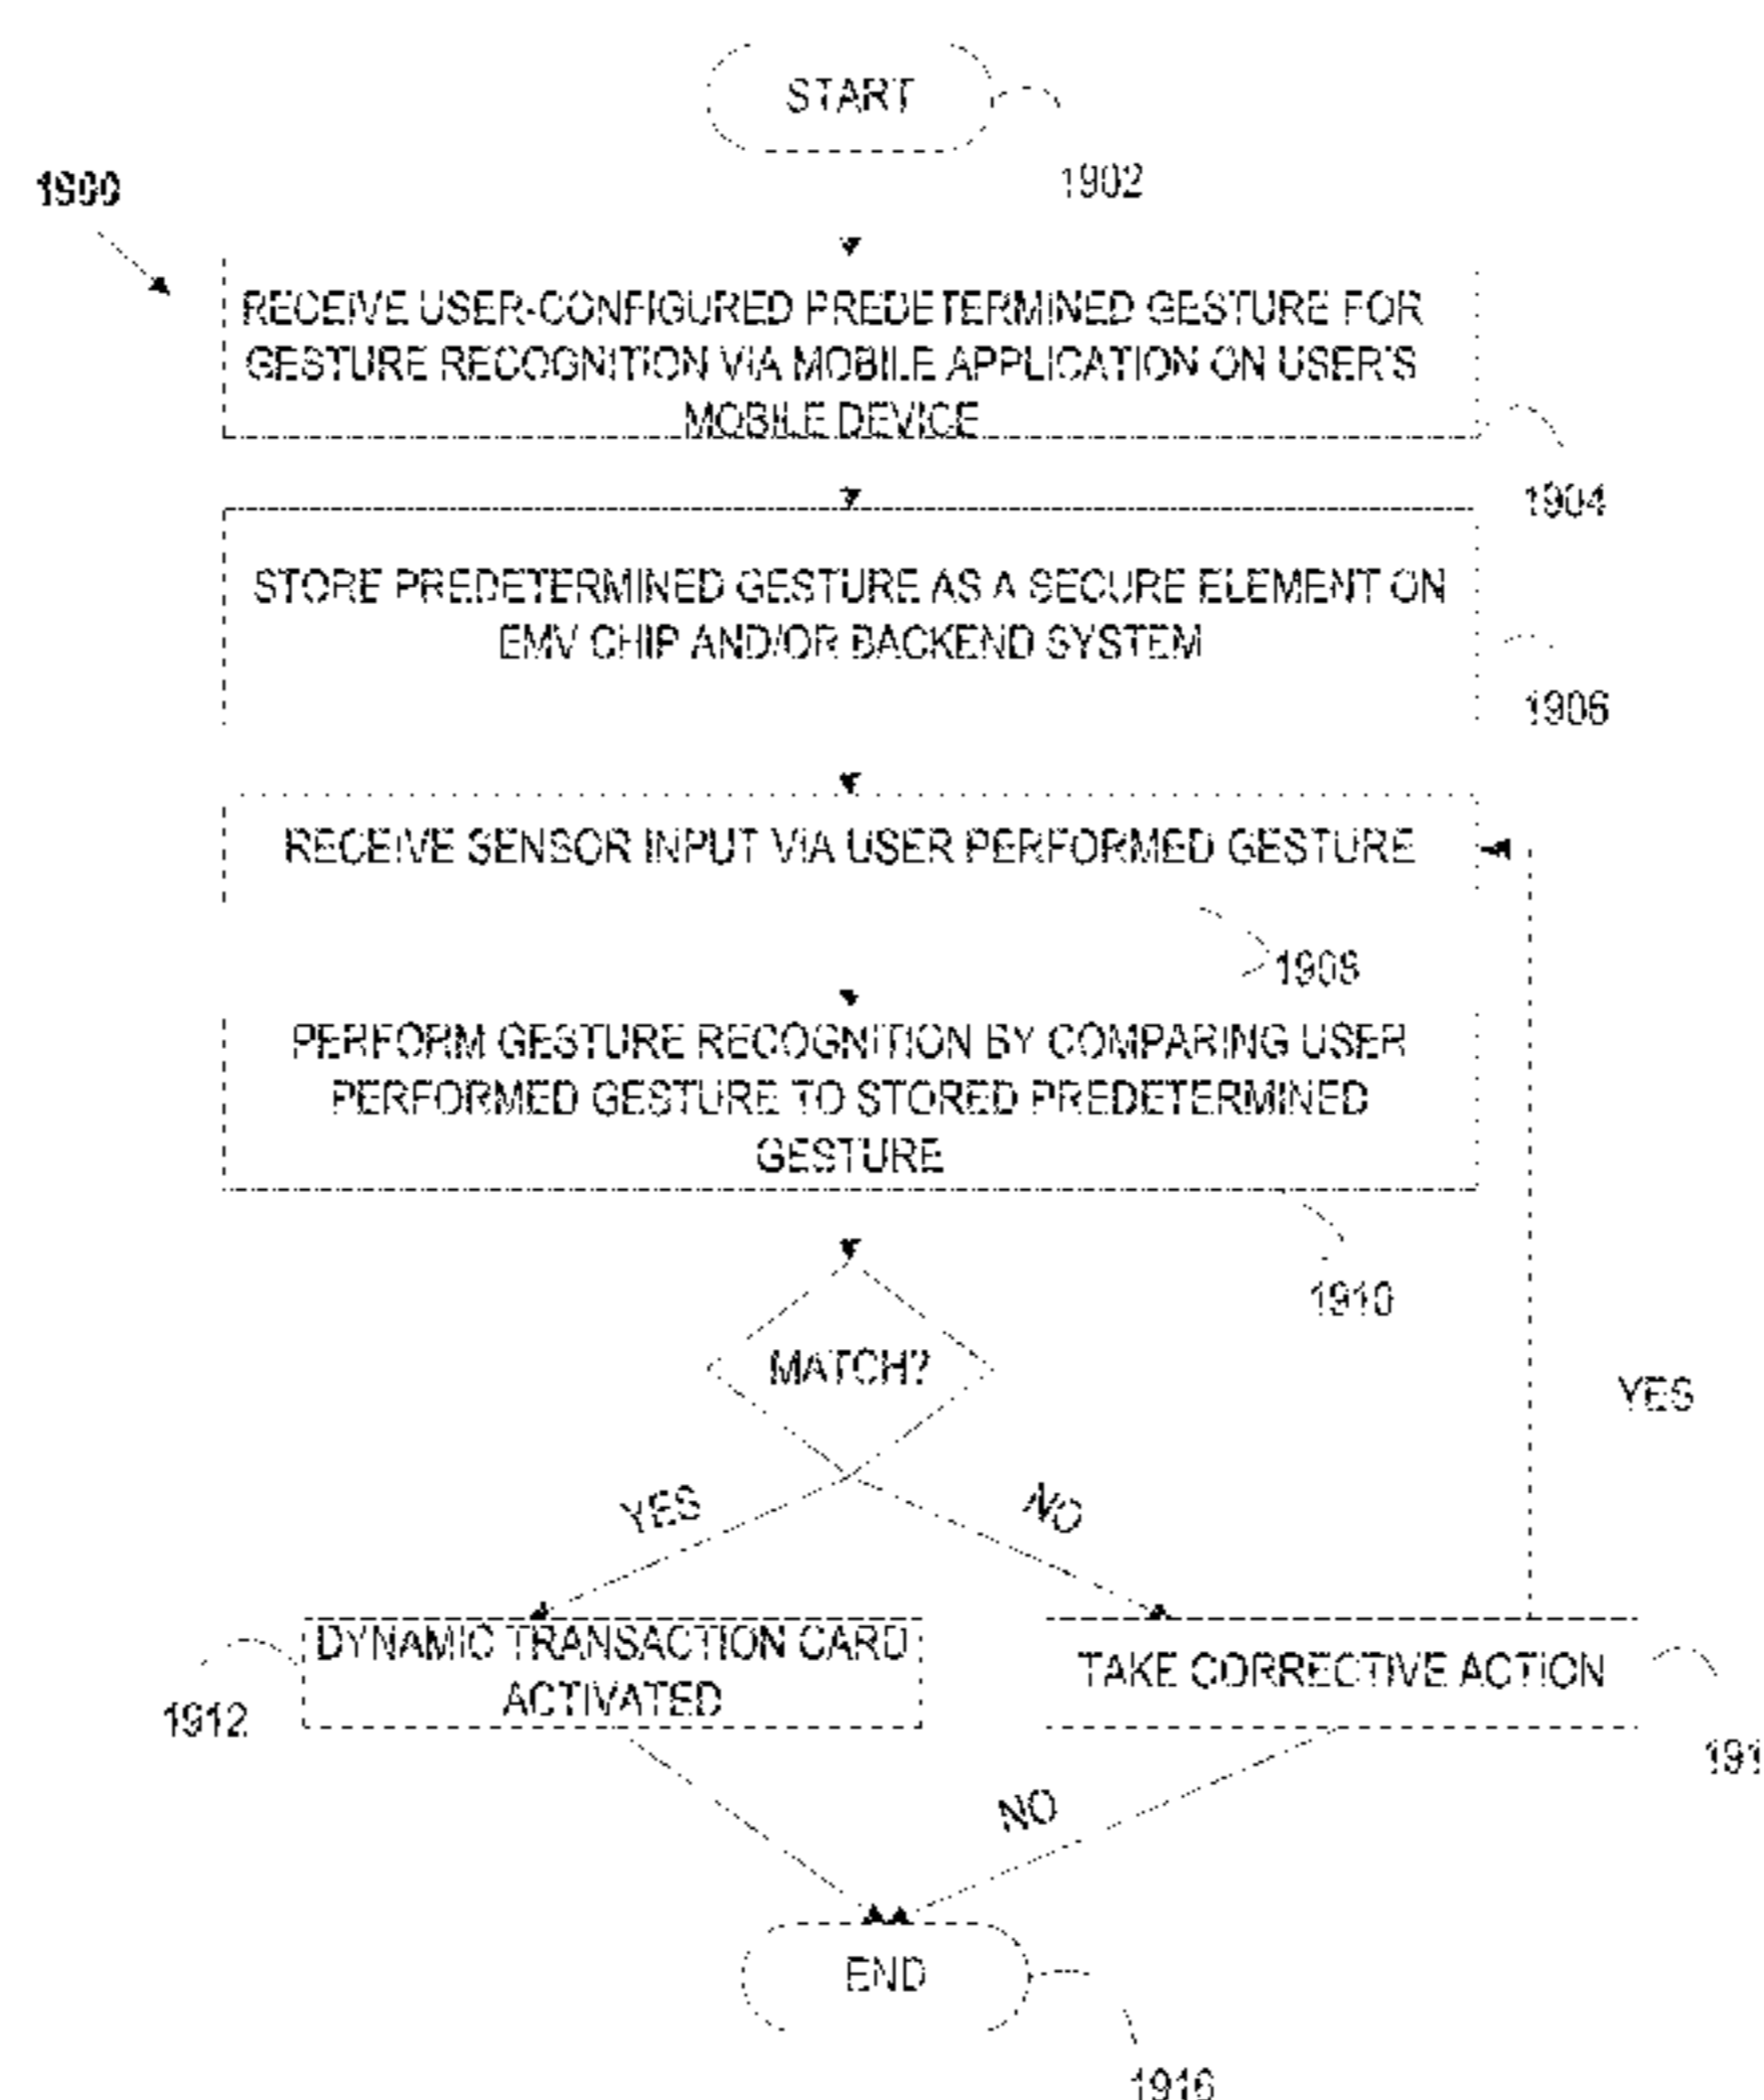 START
1902
1900
RECEIVE USER-CONFIGURED PREDETERMINED GESTURE FOR
GESTURE RECOGNITION VIA MOBILE APPLICATION ON USER'S
MOBILE DEVICE
1904
STORE PREDETERMINED GESTURE AS A SECURE ELEMENT ON
EMV CHIP AND/OR BACKEND SYSTEM
1906
RECEIVE SENSOR INPUT VIA USER PERFORMED GESTURE
1908
PERFORM GESTURE RECOGNITION BY COMPARING USER
PERFORMED GESTURE TO STORED PREDETERMINED
GESTURE
1910
MATCH?
YES
YES
NO
DYNAMIC TRANSACTION CARD
ACTIVATED
TAKE CORRECTIVE ACTION
1912
191
NO
END
1916